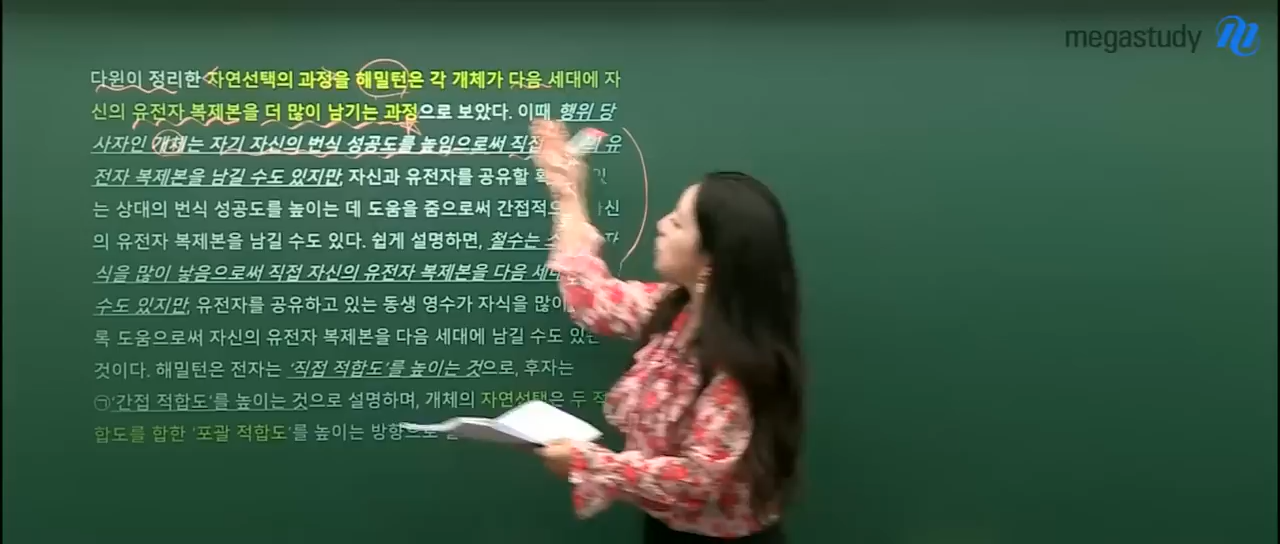 megastudy
다윈이 정리한 자연선택의 과정을 해밀턴은 각 개체가 다음 세대에 자
신의 유전자 복제본을 더 많이 남기는 과정으로 보았다. 이때 행위 당
사자인 개체는 자기 자신의 번식 성공도를 높임으로써 직접 유
전자 복제본을 남길 수도 있지만, 자신과 유전자를 공유할
는 상대의 번식 성공도를 높이는 데 도움을 줌으로써
의 유전자 복제본을 남길 수도 있다. 쉽게 설명하면, 철수는
식을 많이 낳음으로써 직접 자신의 유전자 복제본을 다음
수도 있지만, 유전자를 공유하고 있는 동생 영수가 자식을
록 도움으로써 자신의 유전자 복제본을 다음 세대에 남길 수도
것이다. 해밀턴은 전자는 '직접 적합도'를 높이는 것으로, 후자는
㉠'간접 적합도'를 높이는 것으로 설명하며, 개체의 자연선택은 두
합도를 합한 '포괄 적합도'를 높이는